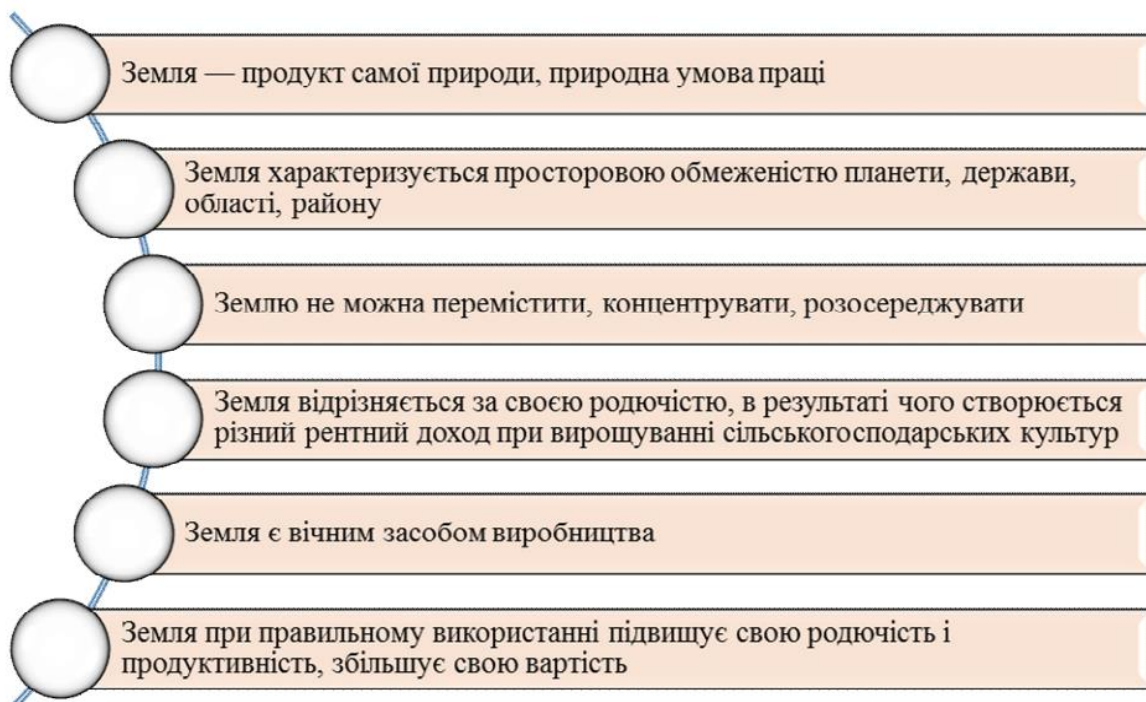 Земля — продукт самої природи, природна умова праці
Земля характеризується просторовою обмеженістю планети, держави,
області, району
Землю не можна перемістити, концентрувати, розосереджувати
Земля відрізняється за своєю родючістю, в результаті чого створюється
різний рентний доход при вирощуванні сільськогосподарських культур
Земля є вічним засобом виробництва
Земля при правильному використанні підвищує свою родючість і
продуктивність, збільшує свою вартість